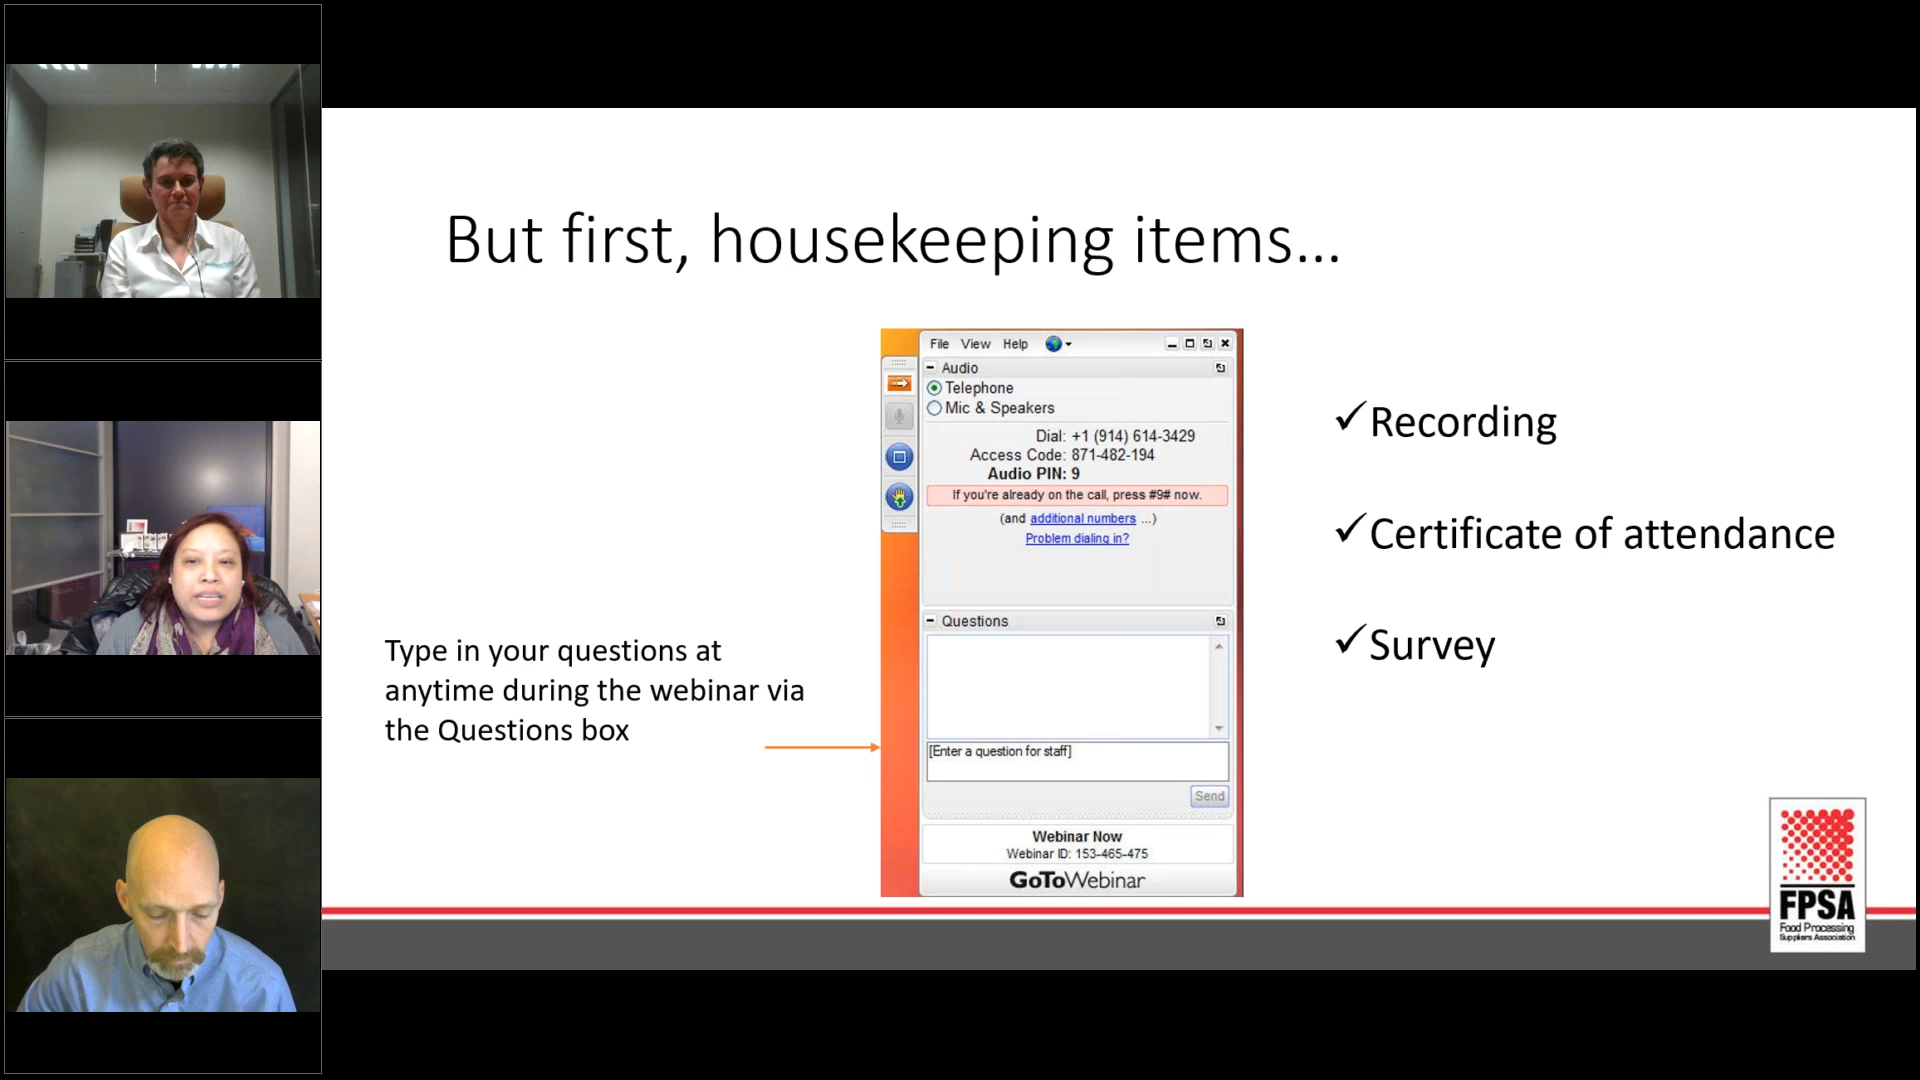 But first, housekeeping items...
File View Help
Audio
Telephone
Mic & Speakers
Dial: +1 (914) 614-3429
Access Code: 871-482-194
Audio PIN: 9
If you're already on the call, press #9# now.
(and additional numbers ...)
Problem dialing in?
Questions
[Enter a question for staff]
Send
Webinar Now
Webinar ID: 153-465-475
GoToWebinar
Type in your questions at
anytime during the webinar via
the Questions box
✓Recording
✓Certificate of attendance
✓Survey
FPSA
Food Processing
Suppliers Association